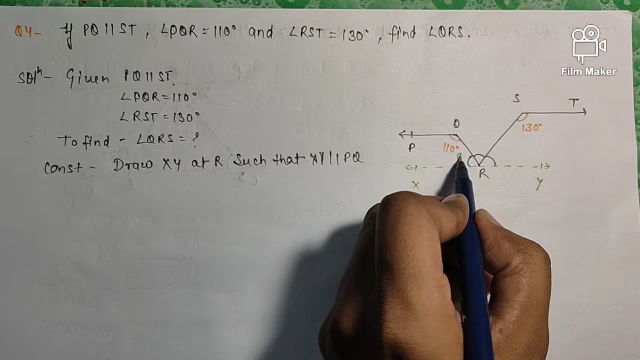 Q4- If PQ || ST, ∠PQR = 110° and ∠RST = 130°, find ∠QRS.
Film Maker
Solⁿ- Given PQ || ST.
∠PQR = 110°
∠RST = 130°
To find - ∠QRS = ?
Const - Draw XY at R Such that XY || PQ
S
T
Q
130°
P
110°
R
X
Y